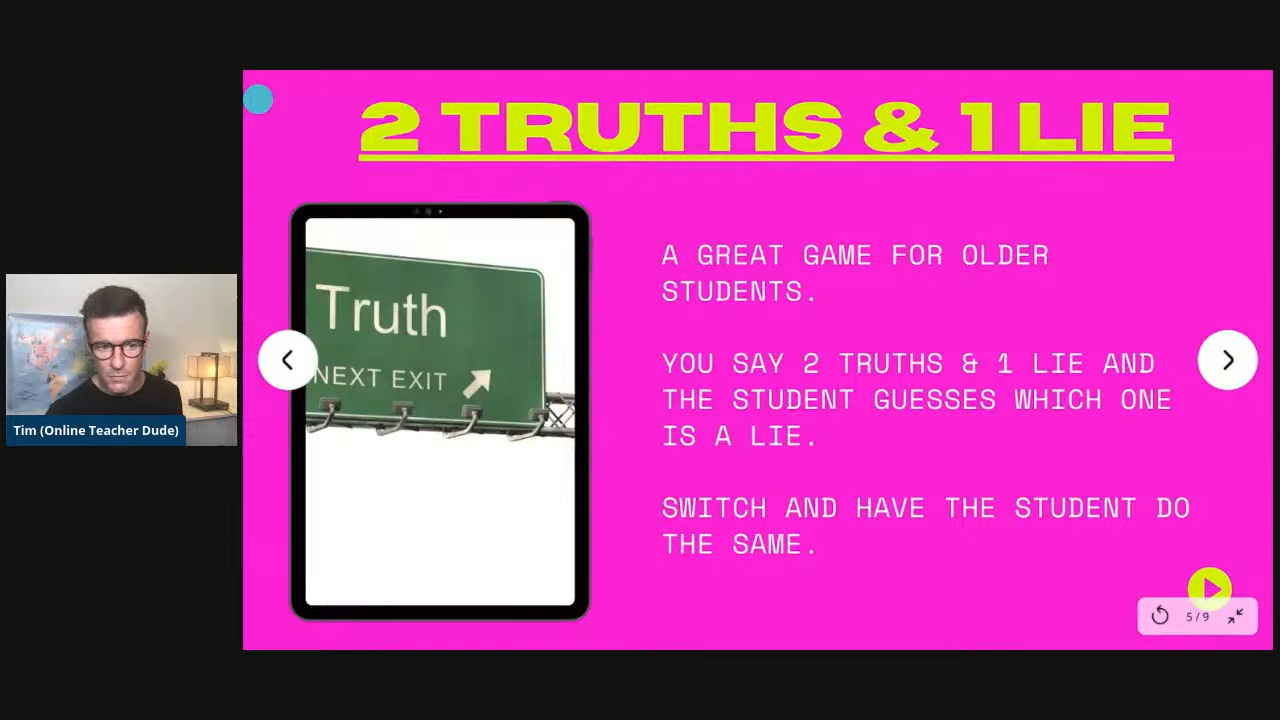 2 TRUTHS & 1 LIE
Truth
NEXT EXIT
A GREAT GAME FOR OLDER
STUDENTS.
YOU SAY 2 TRUTHS & 1 LIE AND
THE STUDENT GUESSES WHICH ONE
IS A LIE.
SWITCH AND HAVE THE STUDENT DO
THE SAME.
Tim (Online Teacher Dude)
5/9